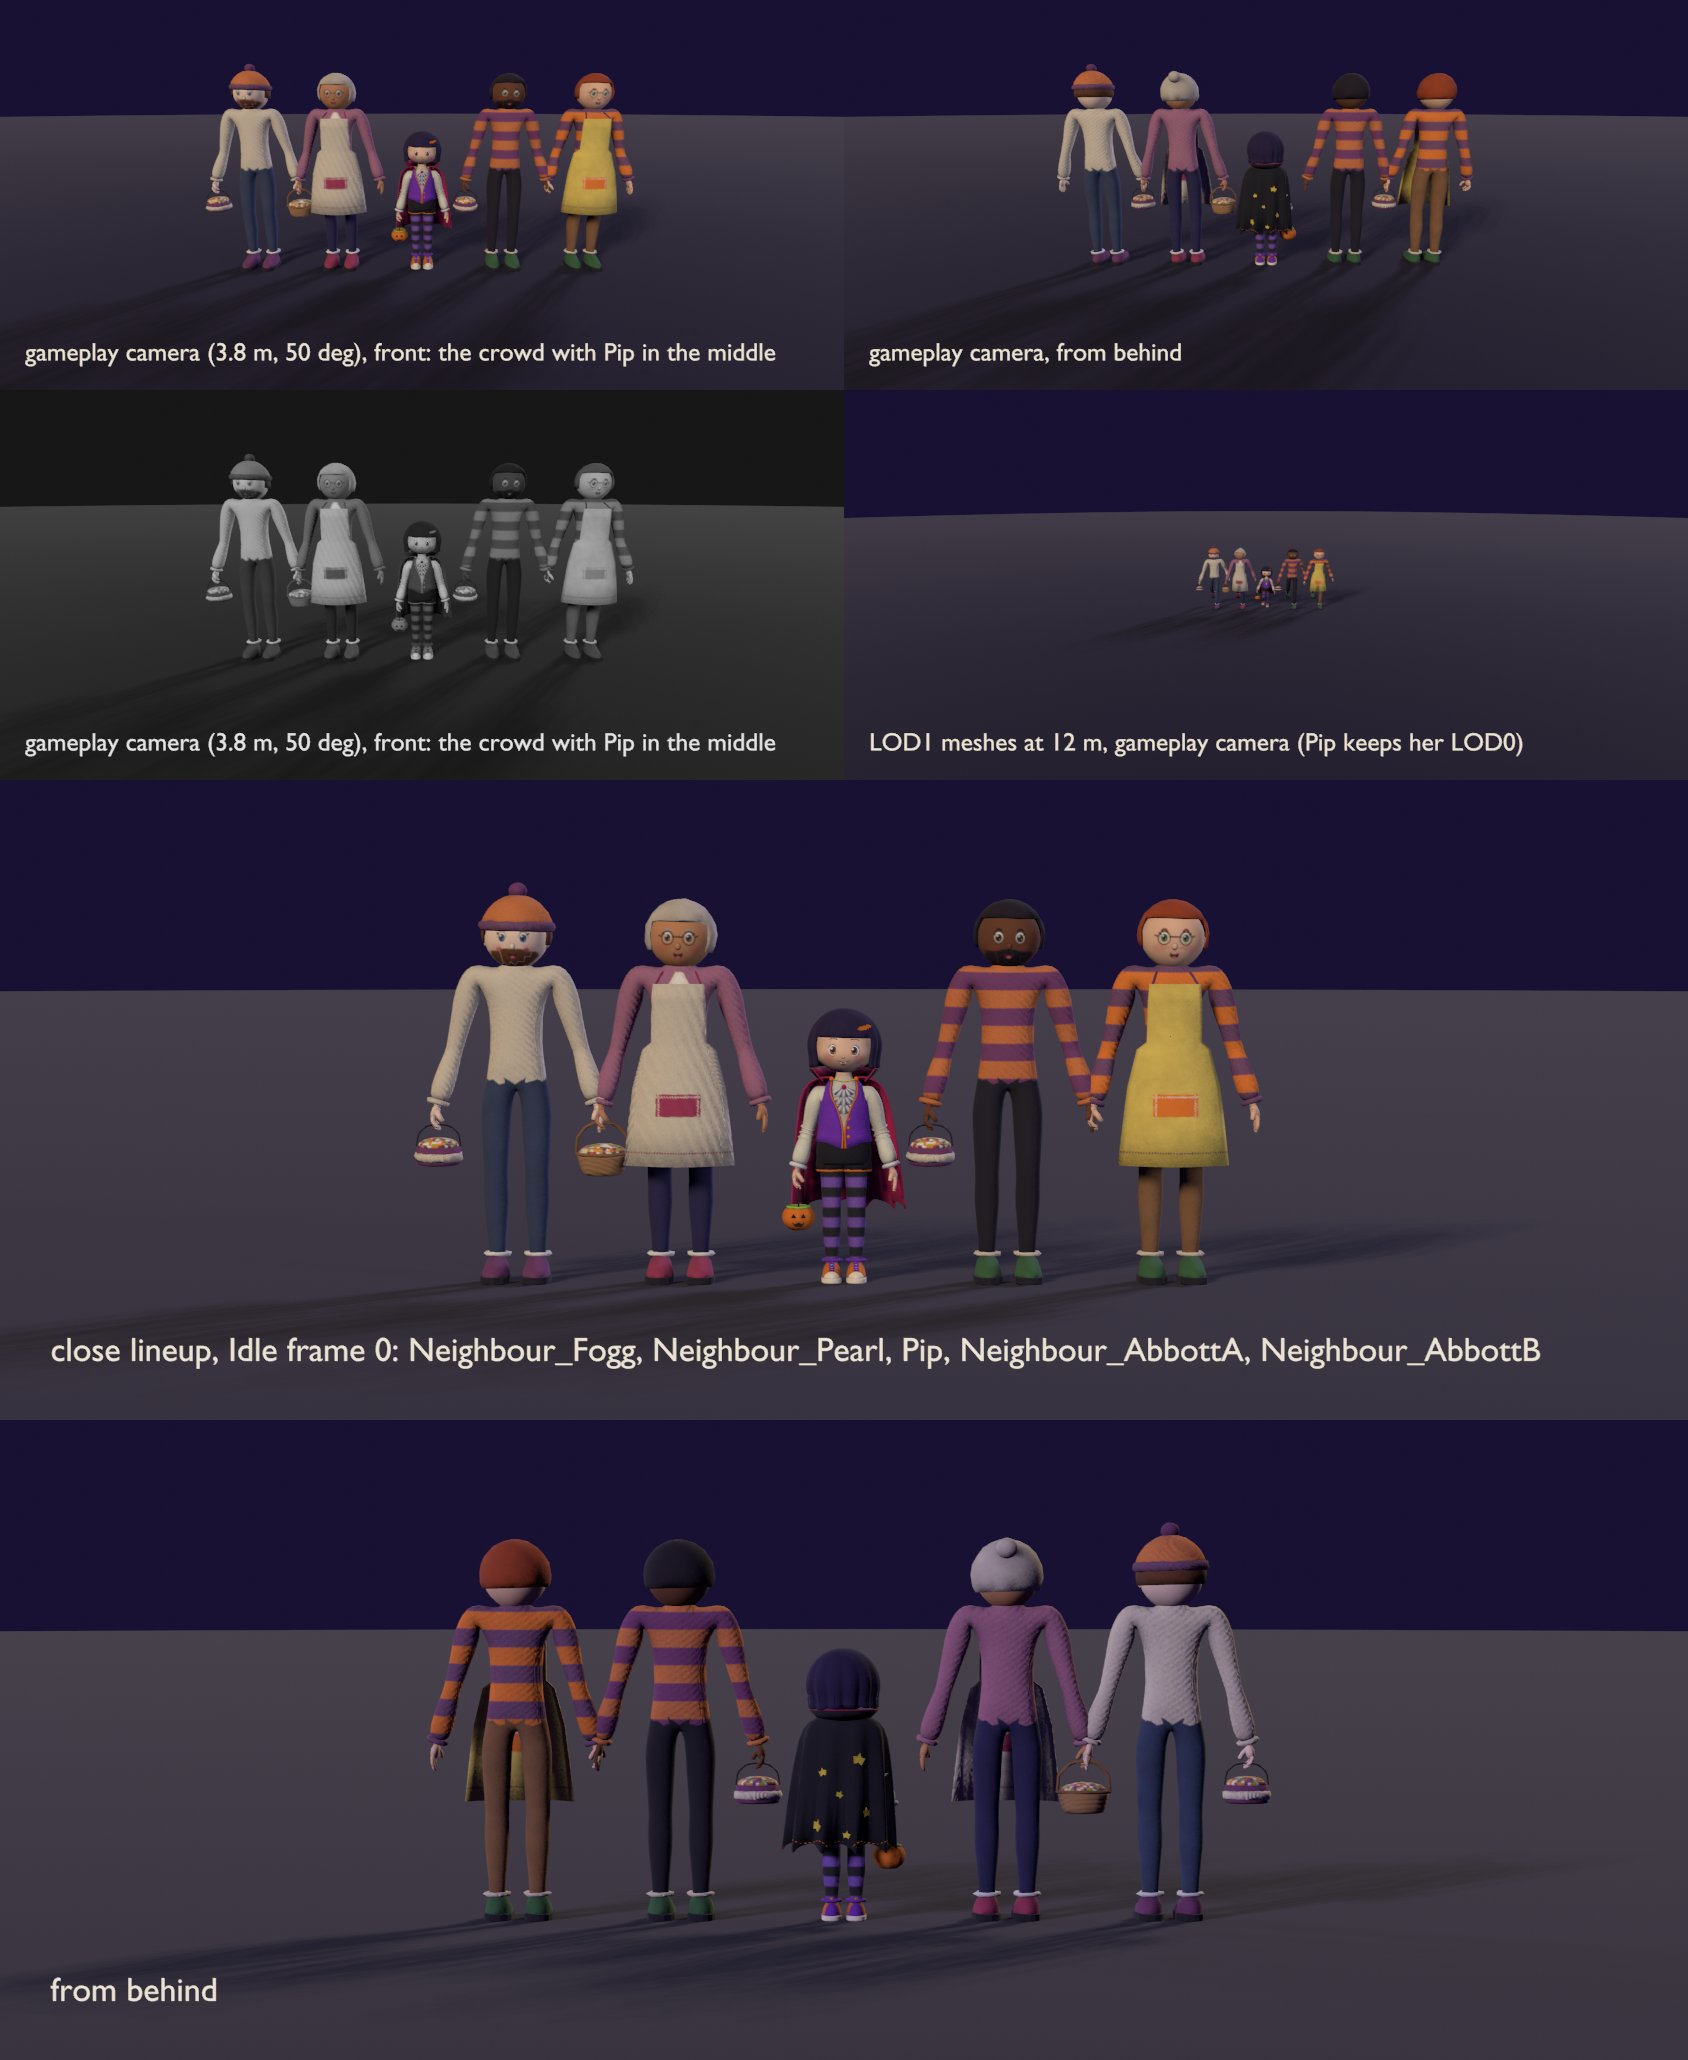 gameplay camera (3.8 m, 50 deg), front: the crowd with Pip in the middle
gameplay camera, from behind
gameplay camera (3.8 m, 50 deg), front: the crowd with Pip in the middle
LOD1 meshes at 12 m, gameplay camera (Pip keeps her LOD0)
close lineup, Idle frame 0: Neighbour_Fogg, Neighbour_Pearl, Pip, Neighbour_AbbottA, Neighbour_AbbottB
from behind